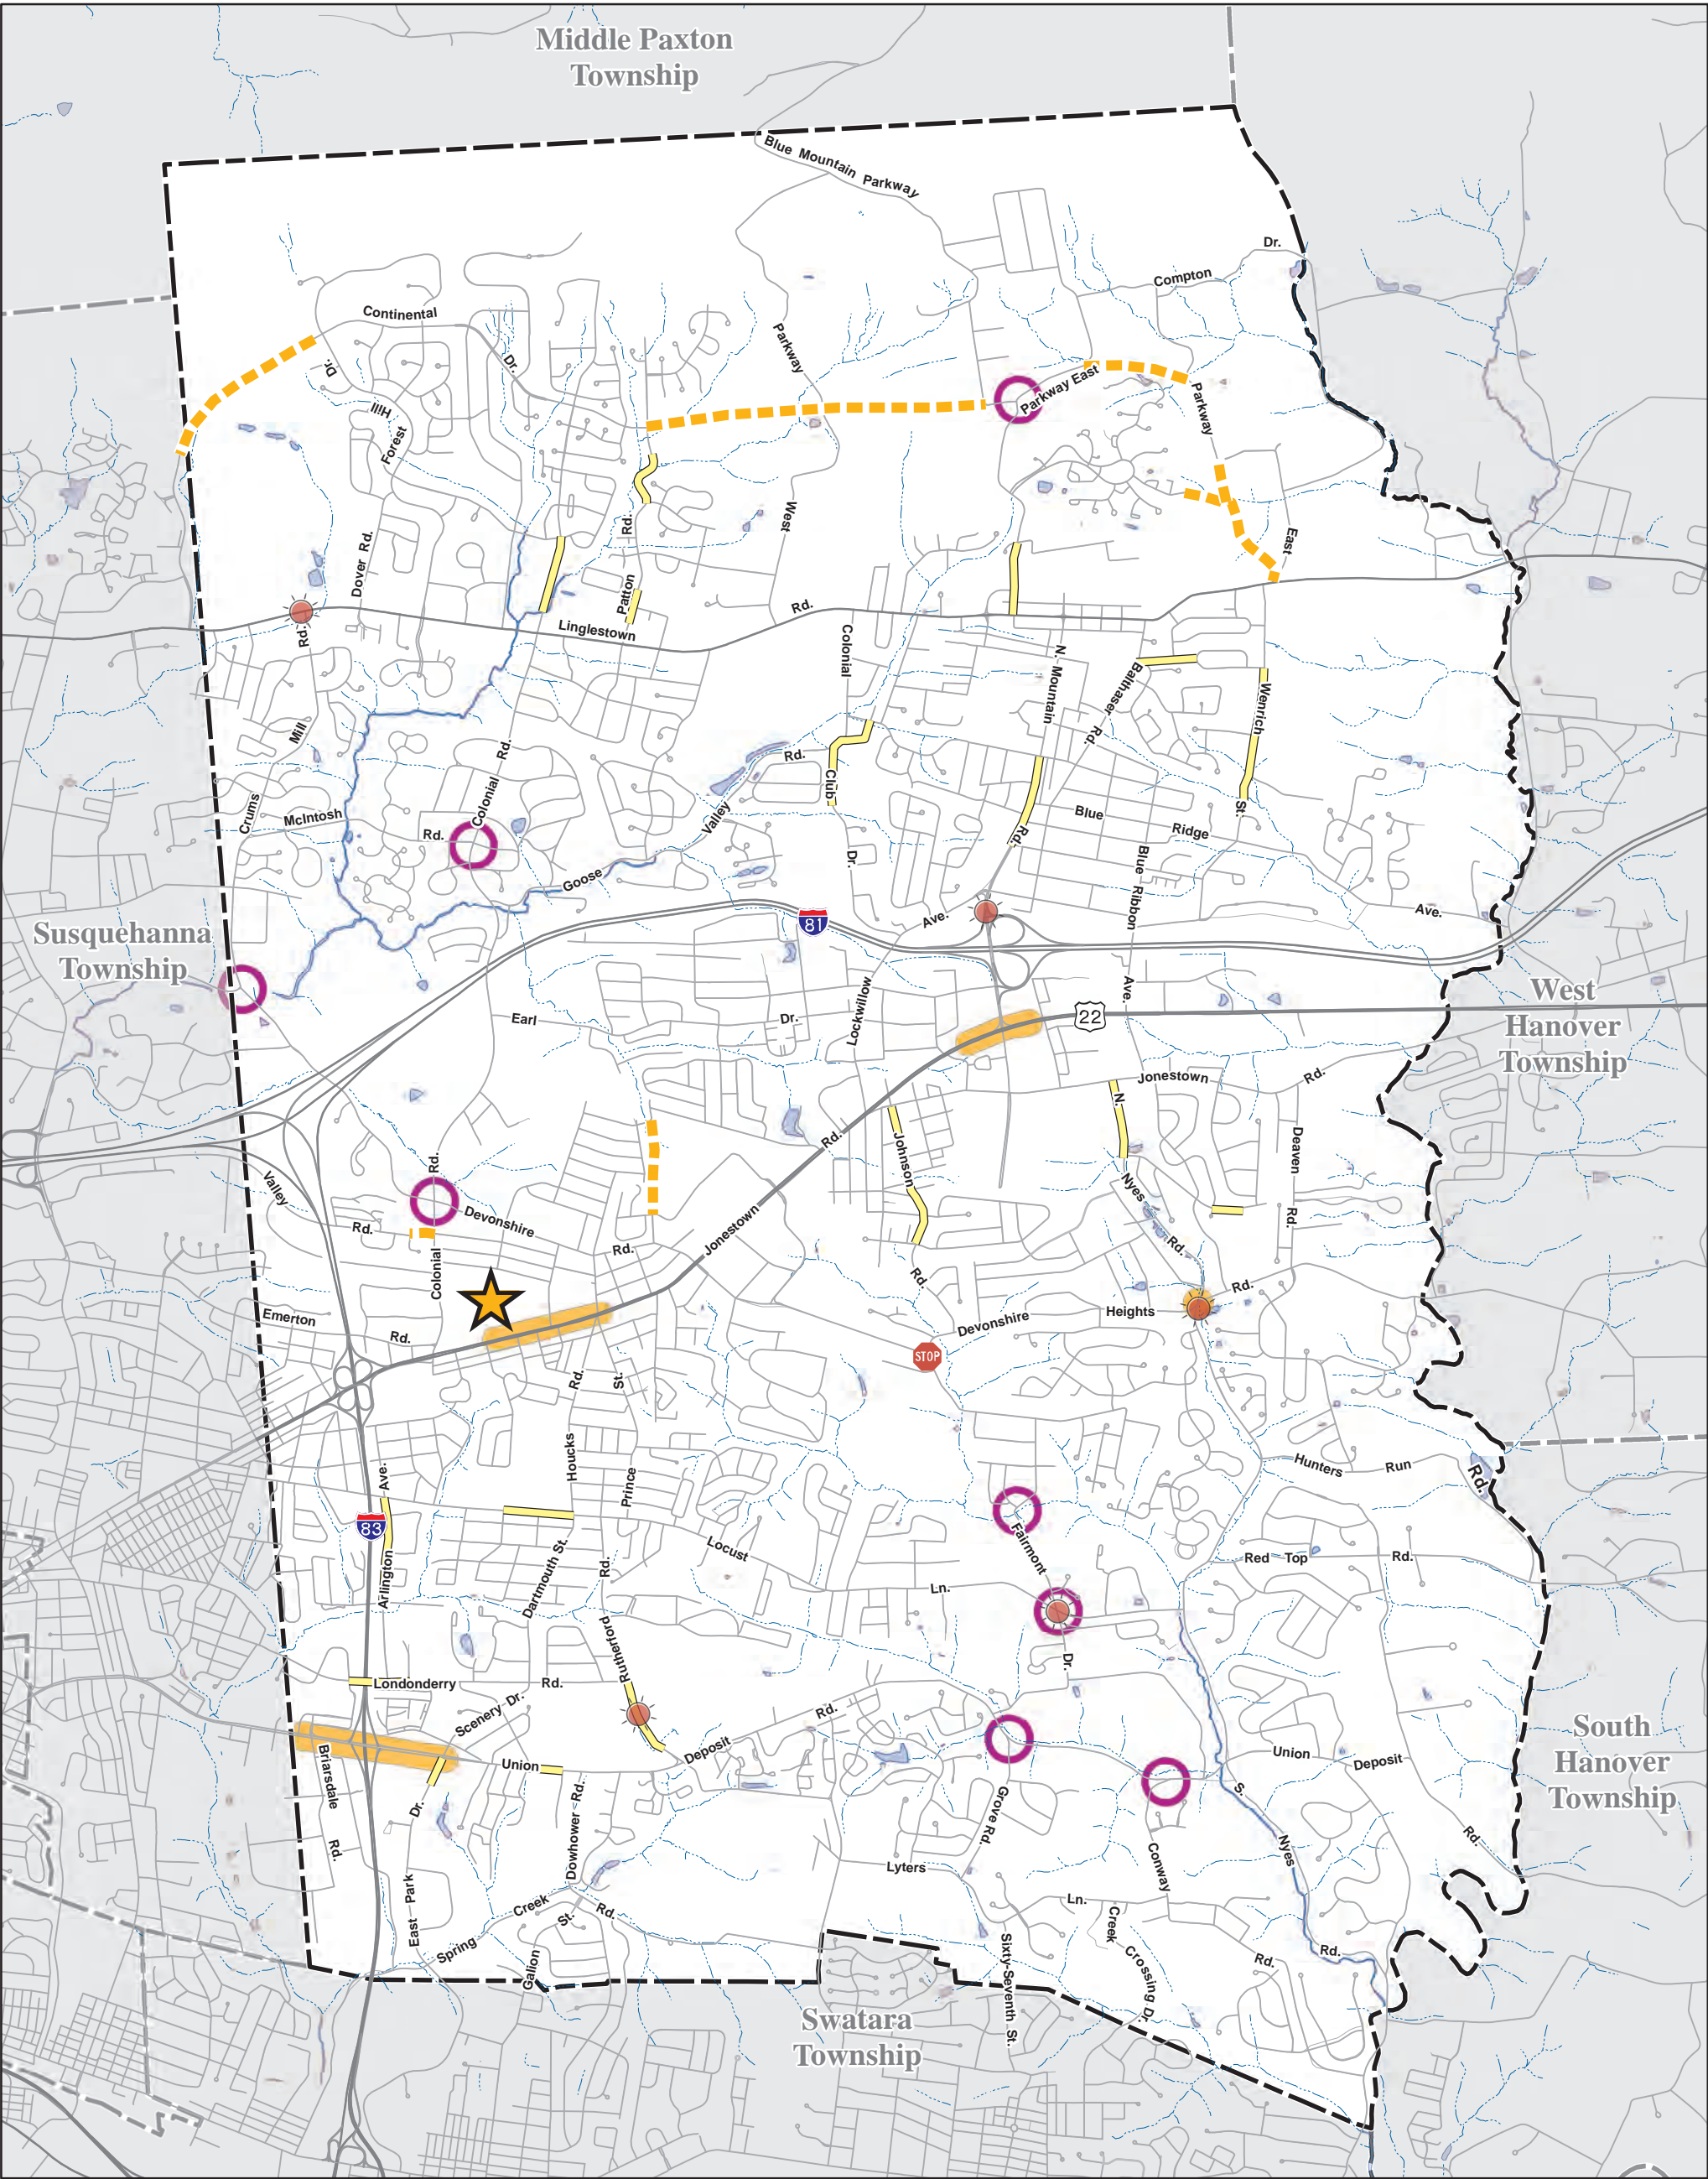 Middle Paxton
Township
Blue Mountain Parkway
Dr.
Compton
Continental
Dr.
Dr.
Hill
Forest
Parkway
Parkway East
Parkway
West
East
Rd.
Dover Rd.
Patton
Rd.
Linglestown
Rd.
Colonial
N. Mountain
Balthaser
Rd.
Wenrich
Mill
Rd.
Colonial
Rd.
Club
Crums
McIntosh
Rd.
Valley
Blue
Ridge
St.
Rd.
Dr.
Blue Ribbon
Goose
Ave.
Ave.
81
Susquehanna
Township
West
Hanover
Township
Ave.
Lockwillow
Earl
Dr.
22
Jonestown
Rd.
N.
Rd.
Johnson
Deaven
Rd.
Valley
Rd.
Devonshire
Nyes
Rd.
Rd.
Jonestown
Rd.
Colonial
Rd.
Rd.
Emerton
Rd.
Devonshire
Heights
STOP
Rd.
St.
Houcks
Prince
Hunters
Run
Rd.
Ave.
83
Arlington
Locust
Fairmont
Red Top
Rd.
Dartmouth St.
Rd.
Ln.
Rutherford
Dr.
Londonderry
Rd.
Scenery Dr.
Rd.
Deposit
Union
Union
Deposit
South
Hanover
Township
Briarsdale
Rd.
Dr.
Dowhower Rd.
Grove Rd.
S.
Nyes
Rd.
Lyters
Conway
Ln.
East Park
Creek
St.
Rd.
Spring
Galion
Creek
Crossing Dr.
Sixty-Seventh St.
Rd.
Rd.
Swatara
Township